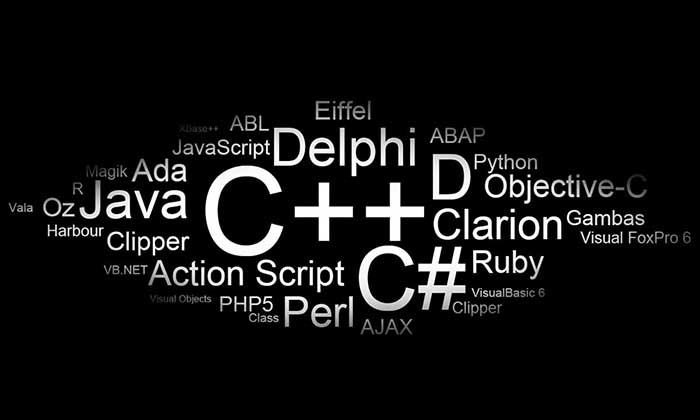 Eiffel
XBase++ ABL
Delphi ABAP
JavaScript
Python
Magik Ada
D
R
Objective-C
Java
C++
Vala Oz
Clarion Gambas
Harbour
Clipper
Visual FoxPro 6
VB.NET Action Script
C# Ruby
Visual Objects
VisualBasic 6
PHP5
Perl
Clipper
Class
AJAX